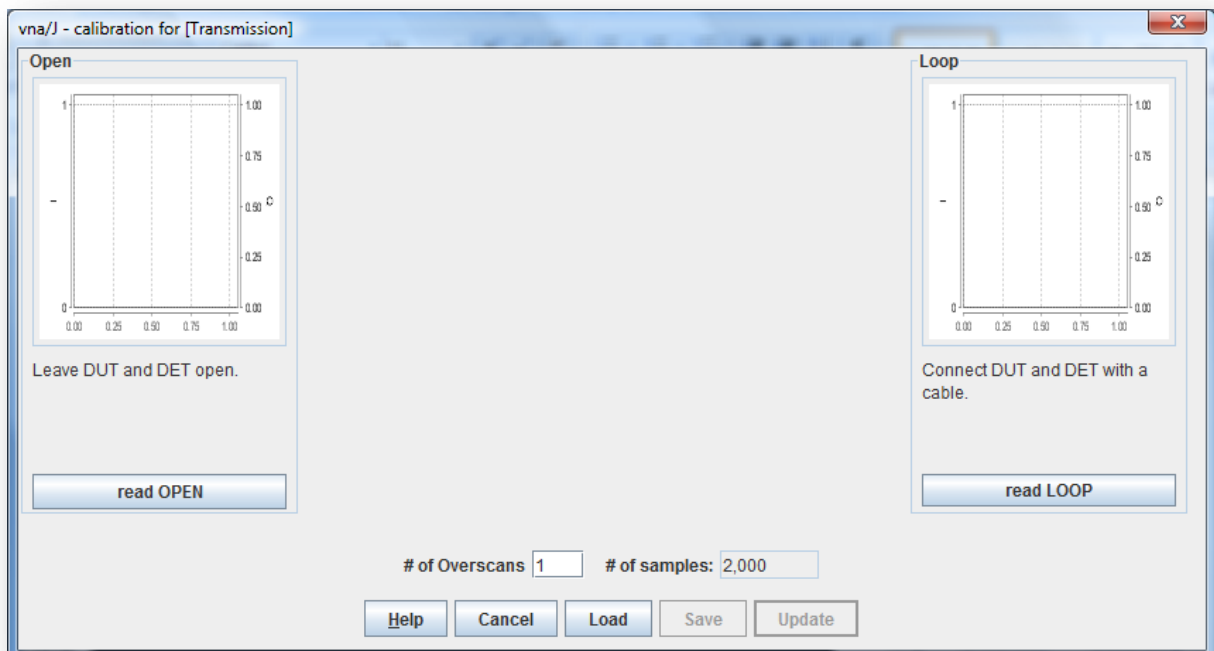 vna/J - calibration for [Transmission]
Open
1
1.00
0.75
0.50
0.25
0
0.00
0.00 0.25 0.50 0.75 1.00
Leave DUT and DET open.
read OPEN
Loop
1
1.00
0.75
0.50
0.25
0
0.00
0.00 0.25 0.50 0.75 1.00
Connect DUT and DET with a
cable.
read LOOP
# of Overscans 1 # of samples: 2,000
Help Cancel Load Save Update